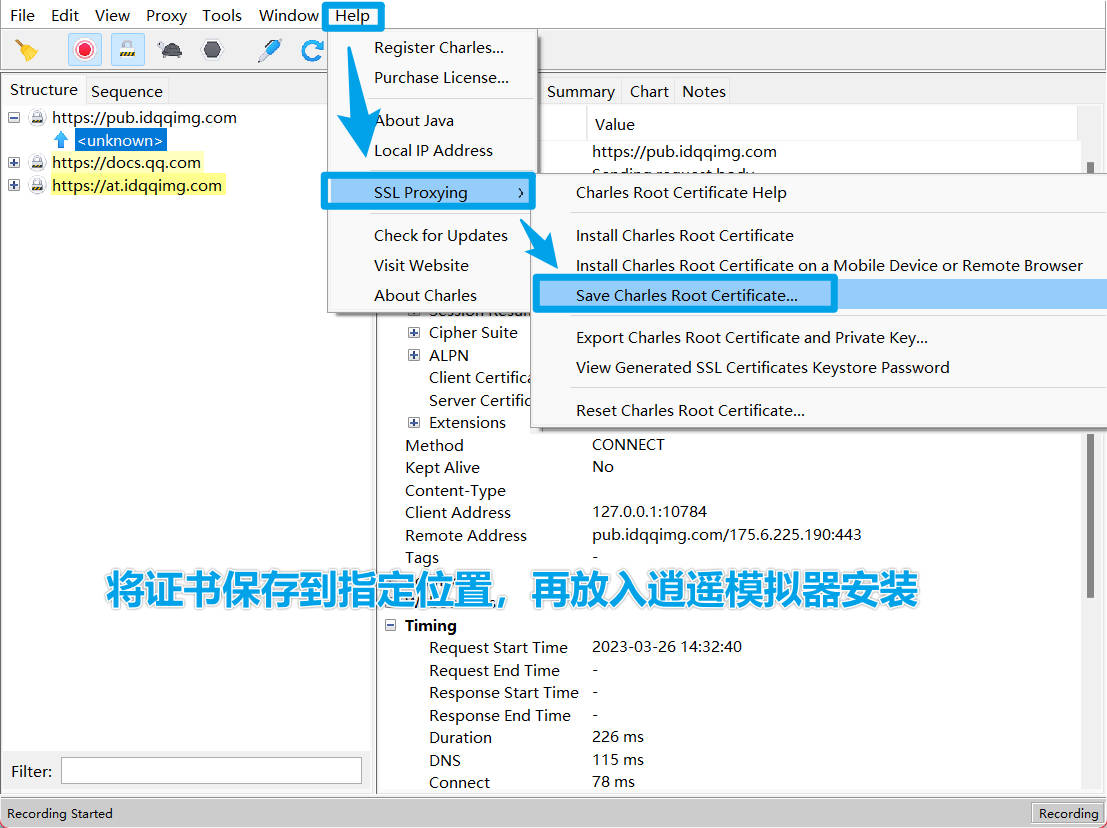 File Edit View Proxy Tools Window Help
Register Charles...
Purchase License...
About Java
Local IP Address
SSL Proxying
Check for Updates
Visit Website
About Charles
Charles Root Certificate Help
Install Charles Root Certificate
Install Charles Root Certificate on a Mobile Device or Remote Browser
Save Charles Root Certificate...
Export Charles Root Certificate and Private Key...
View Generated SSL Certificates Keystore Password
Reset Charles Root Certificate...
Structure Sequence
https://pub.idqqimg.com
<unknown>
https://docs.qq.com
https://at.idqqimg.com
Summary Chart Notes
Value
https://pub.idqqimg.com
Sending request body
Cipher Suite
ALPN
Client Certifica
Server Certific
Extensions
Method CONNECT
Kept Alive No
Content-Type
Client Address 127.0.0.1:10784
Remote Address pub.idqqimg.com/175.6.225.190:443
Tags -
将证书保存到指定位置，再放入逍遥模拟器安装
Timing
Request Start Time 2023-03-26 14:32:40
Request End Time -
Response Start Time -
Response End Time -
Duration 226 ms
DNS 115 ms
Connect 78 ms
Filter:
Recording Started
Recording